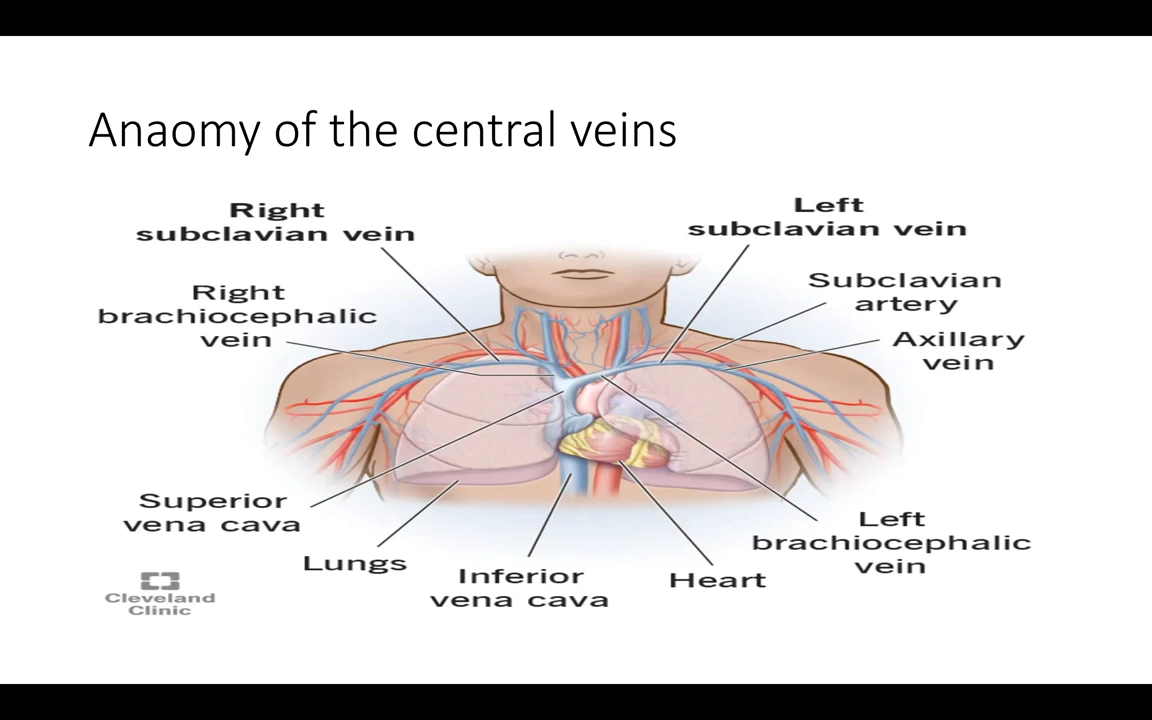 Anaomy of the central veins
Right
subclavian vein
Left
subclavian vein
Right
brachiocephalic
vein
Subclavian
artery
Axillary
vein
Superior
vena cava
Lungs
Inferior
vena cava
Heart
Left
brachiocephalic
vein
Cleveland
Clinic